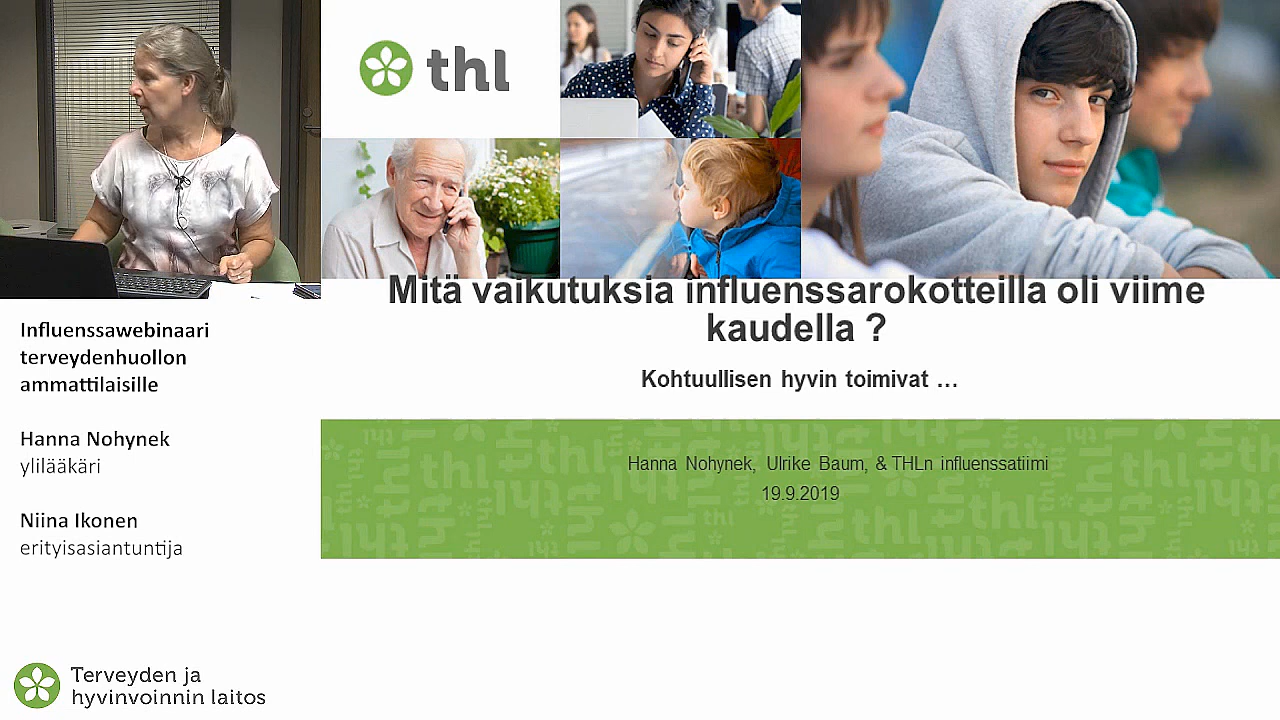 Influenssawebinaari
terveydenhuollon
ammattilaisille
Hanna Nohynek
ylilääkäri
Niina Ikonen
erityisasiantuntija
Terveyden ja
hyvinvoinnin laitos
thl
Mitä vaikutuksia influenssarokotteilla oli viime
kaudella ?
Kohtuullisen hyvin toimivat …
Hanna Nohynek, Ulrike Baum, & THLn influenssatiimi
19.9.2019